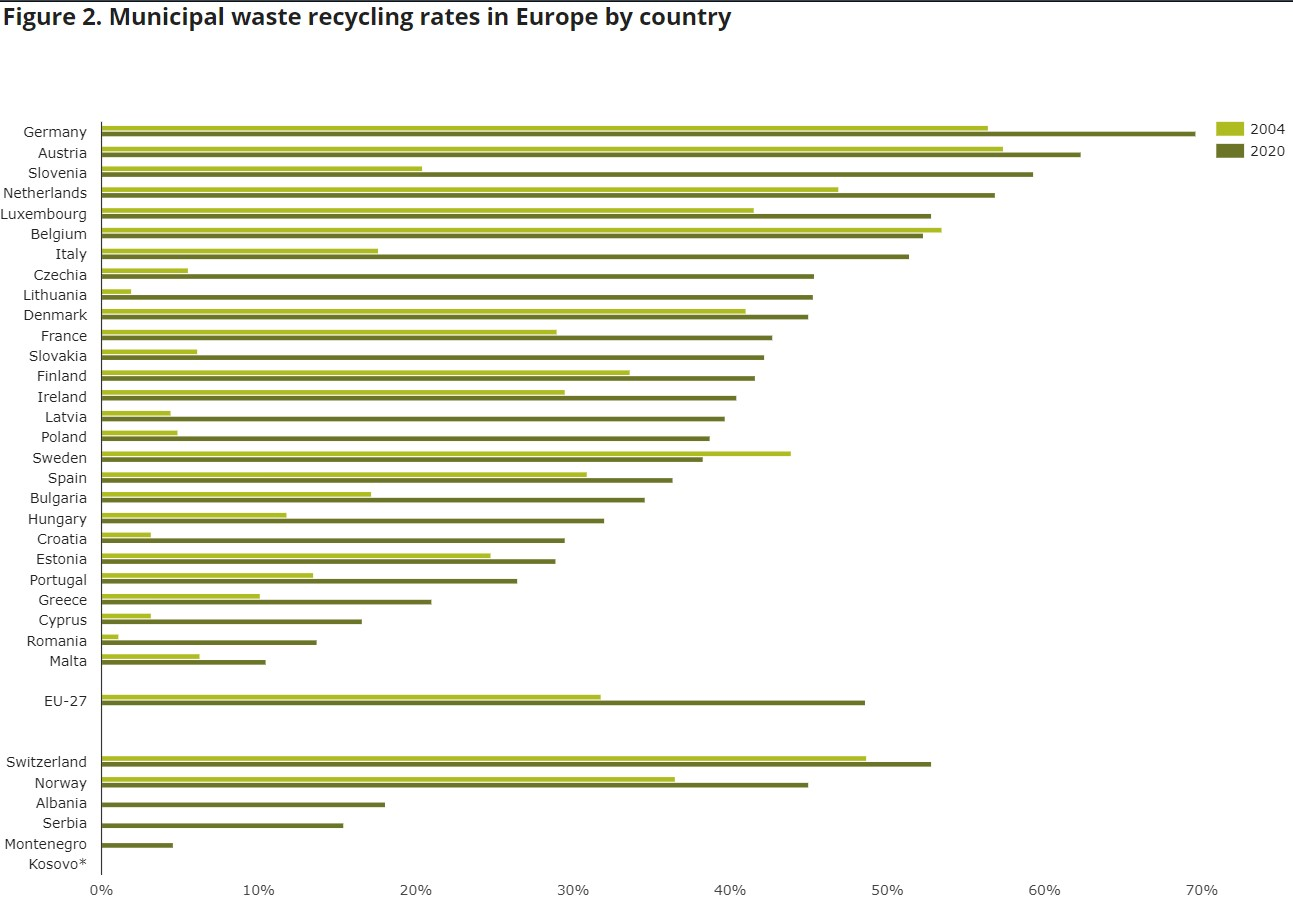 Figure 2. Municipal waste recycling rates in Europe by country
2004
2020
Germany
Austria
Slovenia
Netherlands
Luxembourg
Belgium
Italy
Czechia
Lithuania
Denmark
France
Slovakia
Finland
Ireland
Latvia
Poland
Sweden
Spain
Bulgaria
Hungary
Croatia
Estonia
Portugal
Greece
Cyprus
Romania
Malta
EU-27
Switzerland
Norway
Albania
Serbia
Montenegro
Kosovo*
0% 10% 20% 30% 40% 50% 60% 70%